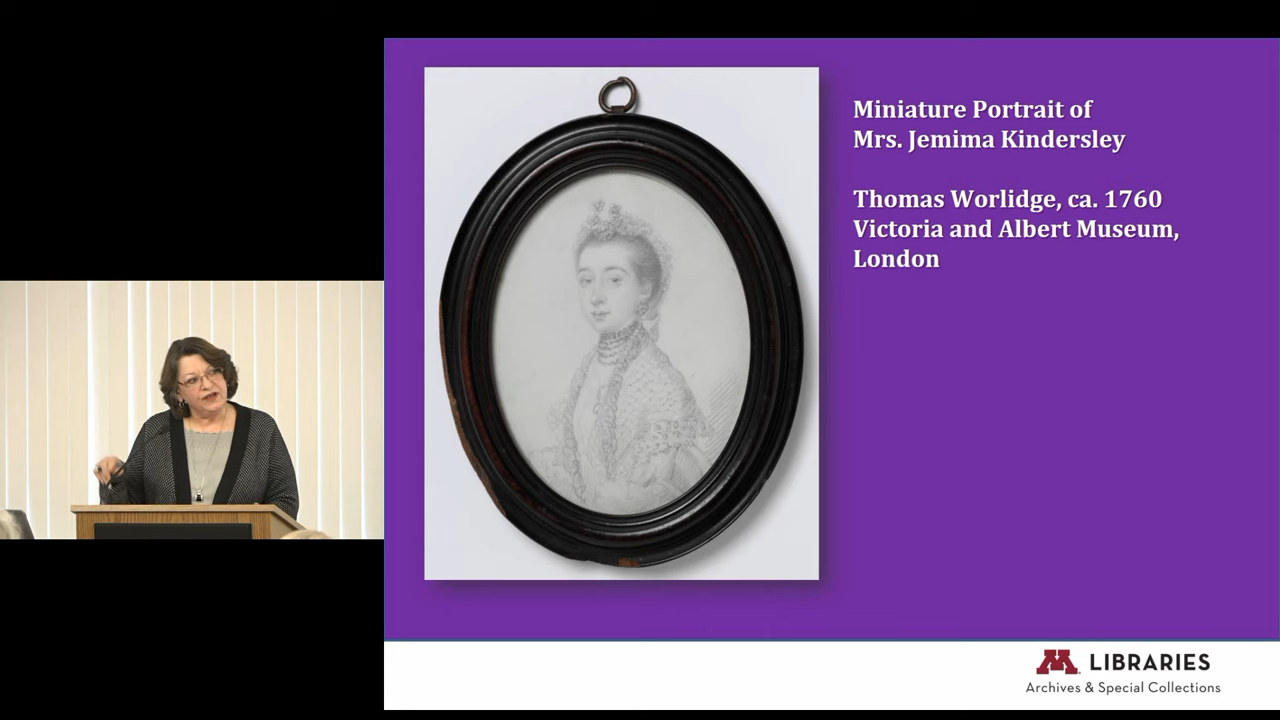 Miniature Portrait of
Mrs. Jemima Kindersley
Thomas Worlidge, ca. 1760
Victoria and Albert Museum,
London
M LIBRARIES
Archives & Special Collections